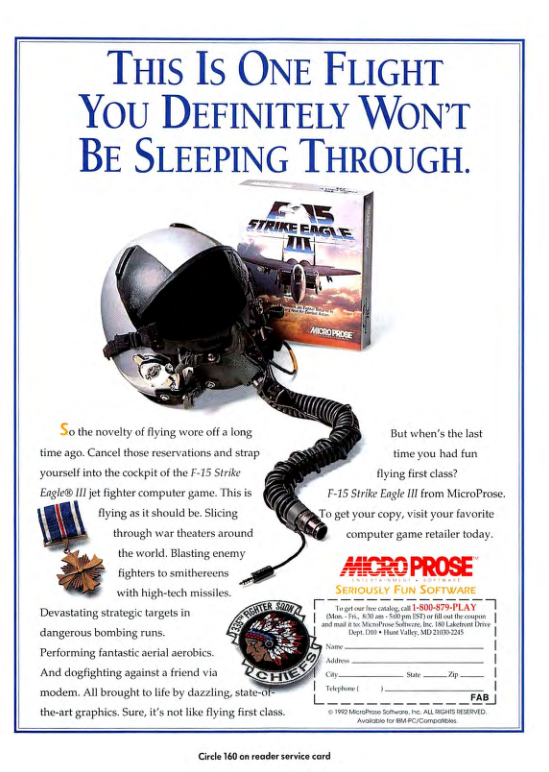 THIS IS ONE FLIGHT
YOU DEFINITELY WON'T
BE SLEEPING THROUGH.
F-15
STRIKE EAGLE
III
MICROPROSE
So the novelty of flying wore off a long
time ago. Cancel those reservations and strap
yourself into the cockpit of the F-15 Strike
Eagle® III jet fighter computer game. This is
flying as it should be. Slicing
through war theaters around
the world. Blasting enemy
fighters to smithereens
with high-tech missiles.
Devastating strategic targets in
dangerous bombing runs.
Performing fantastic aerial aerobics.
And dogfighting against a friend via
modem. All brought to life by dazzling, state-of-
the-art graphics. Sure, it's not like flying first class.
335TH FIGHTER SQDN
CHIEFS
But when's the last
time you had fun
flying first class?
F-15 Strike Eagle III from MicroProse.
To get your copy, visit your favorite
computer game retailer today.
MICROPROSE™
ENTERTAINMENT • SOFTWARE
SERIOUSLY FUN SOFTWARE
To get our free catalog, call 1-800-879-PLAY
(Mon. - Fri., 8:30 am - 5:00 pm EST) or fill out the coupon
and mail it to: MicroProse Software, Inc. 180 Lakefront Drive
Dept. D10 • Hunt Valley, MD 21030-2245
Name
Address
City State Zip
Telephone ( )
FAB
© 1992 MicroProse Software, Inc. ALL RIGHTS RESERVED.
Available for IBM-PC/Compatibles.
Circle 160 on reader service card